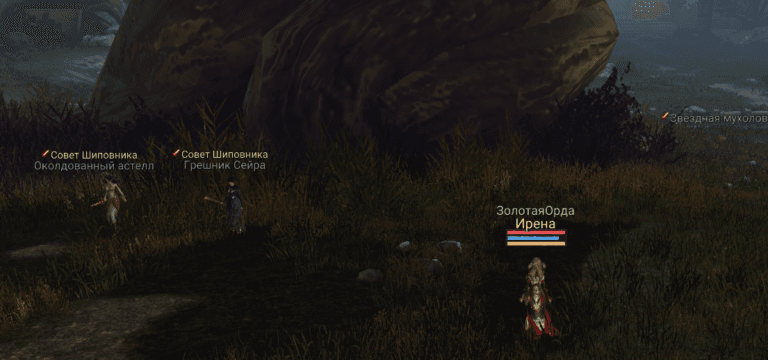 Звездная мухолов
Совет Шиповника
Околдованный астелл
Совет Шиповника
Грешник Сейра
ЗолотаяОрда
Ирена